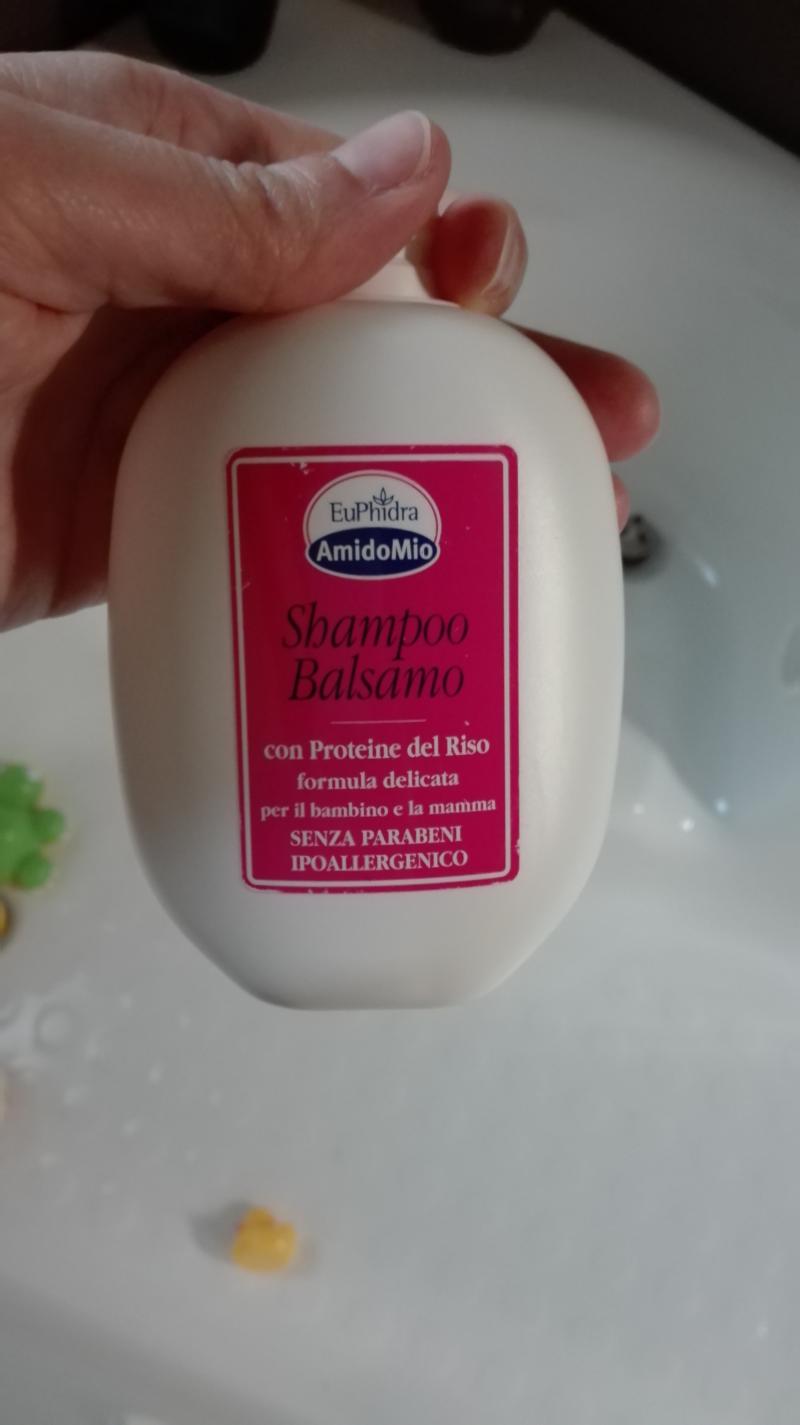 EuPhidra
AmidoMio
Shampoo
Balsamo
con Proteine del Riso
formula delicata
per il bambino e la mamma
SENZA PARABENI
IPOALLERGENICO